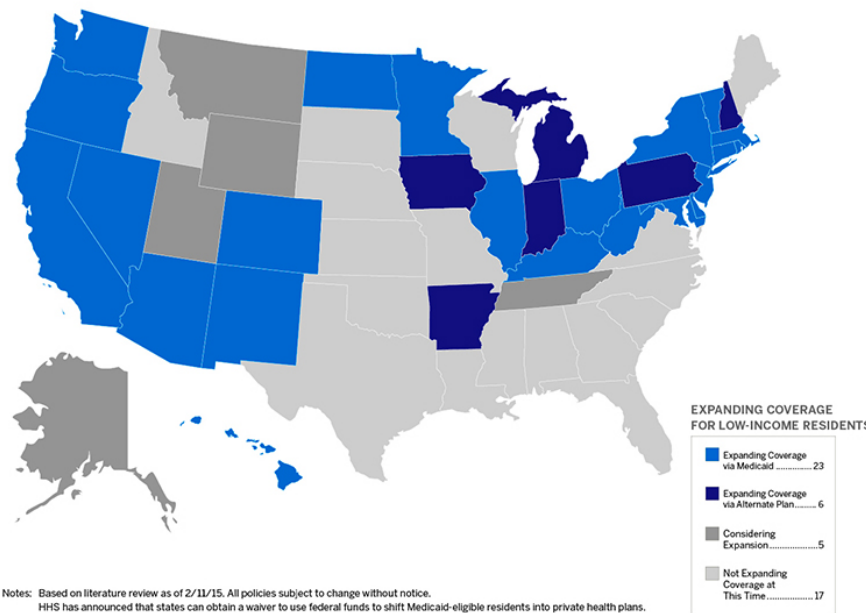 EXPANDING COVERAGE
FOR LOW-INCOME RESIDENTS
Expanding Coverage
via Medicaid ............... 23
Expanding Coverage
via Alternate Plan......... 6
Considering
Expansion.....................5
Not Expanding
Coverage at
This Time ................... 17
Notes: Based on literature review as of 2/11/15. All policies subject to change without notice.
HHS has announced that states can obtain a waiver to use federal funds to shift Medicaid-eligible residents into private health plans.